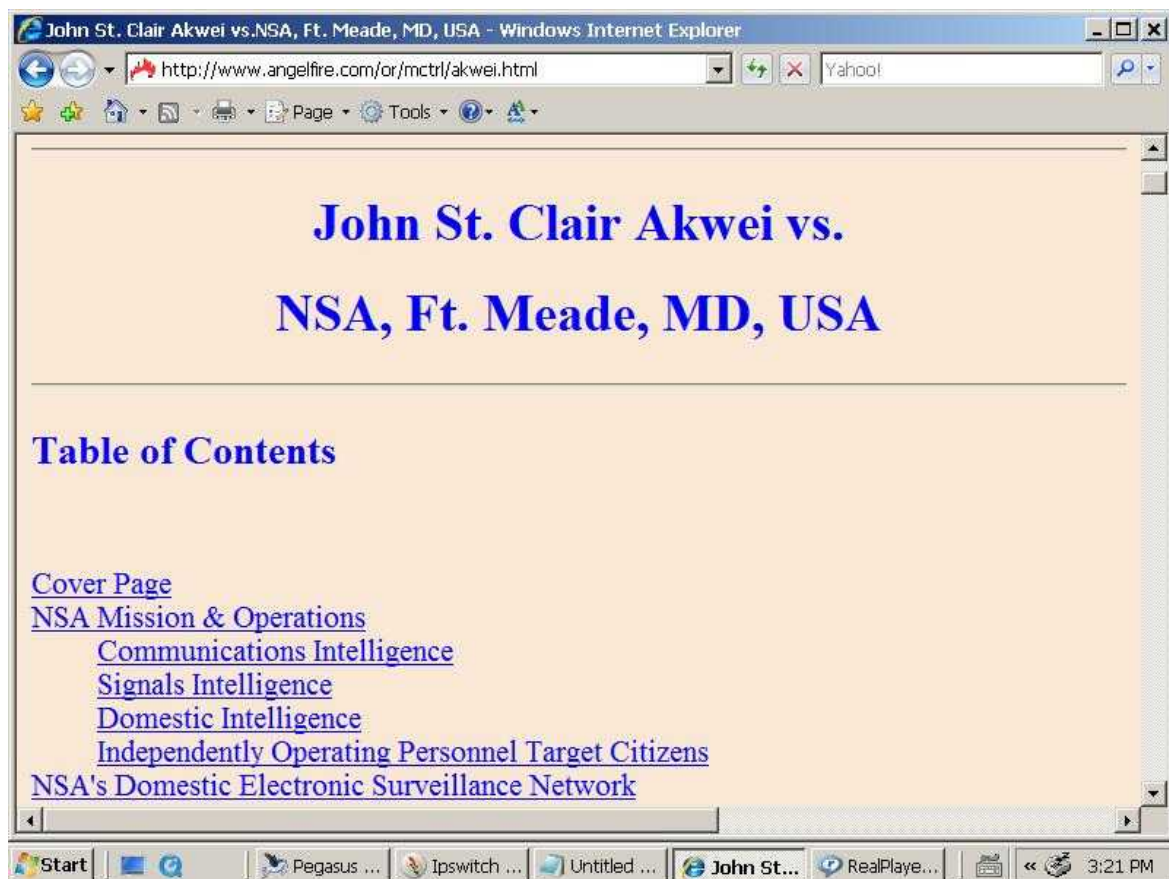 John St. Clair Akwei vs.NSA, Ft. Meade, MD, USA - Windows Internet Explorer
http://www.angelfire.com/or/mctrl/akwei.html
Yahoo!
Page
Tools
John St. Clair Akwei vs.
NSA, Ft. Meade, MD, USA
Table of Contents
Cover Page
NSA Mission & Operations
Communications Intelligence
Signals Intelligence
Domestic Intelligence
Independently Operating Personnel Target Citizens
NSA's Domestic Electronic Surveillance Network
Start
Pegasus ...
Ipswitch ...
Untitled ...
John St...
RealPlaye...
«
3:21 PM